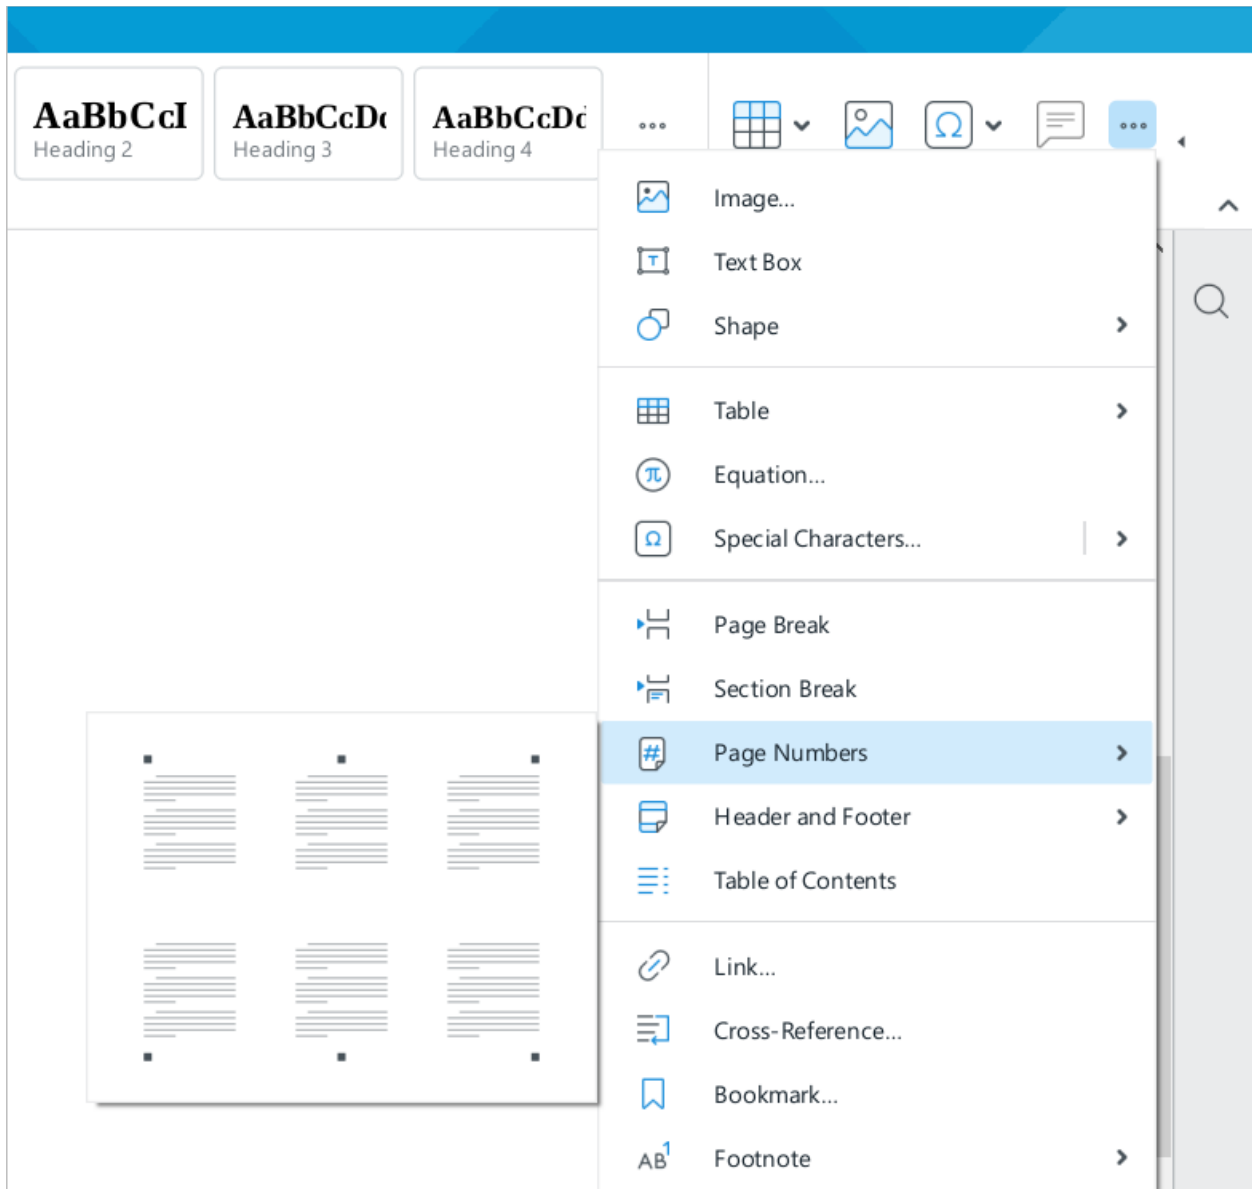 AaBbCcI AaBbCcDc AaBbCcDd
Heading 2 Heading 3 Heading 4
Image...
Text Box
Shape
Table
Equation...
Special Characters...
Page Break
Section Break
Page Numbers
Header and Footer
Table of Contents
Link...
Cross-Reference...
Bookmark...
Footnote